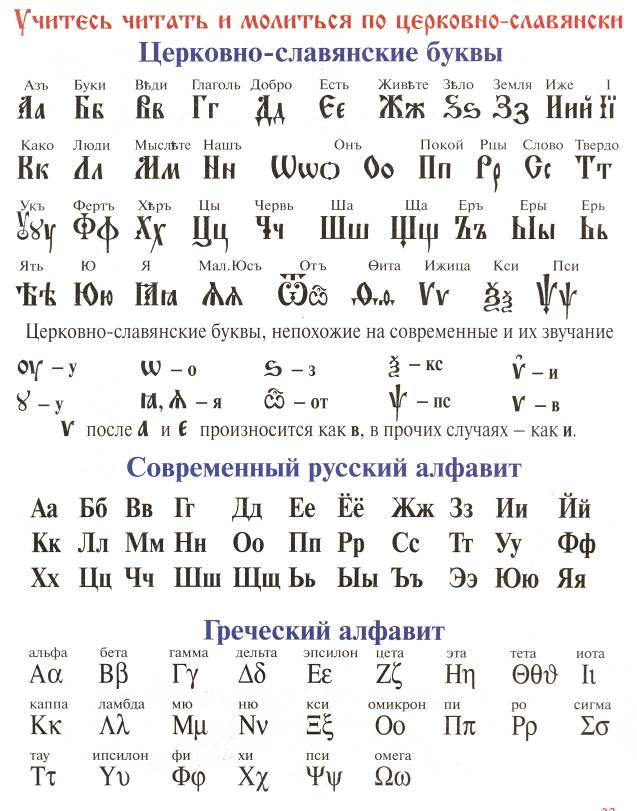 Учитесь читать и молиться по церковно-славянски
Церковно-славянские буквы
Азъ Буки Вѣди Глаголь Добро Есть Живѣте Ѕѣло Земля Иже І
Аа Бб Вв Гг Дд Єє Жж Ѕѕ Зз Иий Її
Како Люди Мыслѣте Нашъ Онъ Покой Рцы Слово Твердо
Кк Лл Мм Нн Ѡѡѻ Оо Пп Рр Сс Тт
Укъ Фертъ Хѣръ Цы Червь Ша Ща Еръ Еры Ерь
Ѹꙋу Фф Хх Цц Чч Шш Щщ Ъъ Ыы Ьь
Ять Ю Я Мал.Юсъ Отъ Ѳита Ижица Кси Пси
Ѣѣ Юю Ꙗꙗ Ѧѧ Ѿѿ Ѳѳ Ѵѵ Ѯѯ Ѱѱ
Церковно-славянские буквы, непохожие на современные и их звучание
ѹ – у ѡ – о ѕ – з ѯ – кс ѷ – и
ꙋ – у ꙗ, ѧ – я ѿ – от ѱ – пс ѵ – в
ѵ после а и є произносится как в, в прочих случаях – как и.
Современный русский алфавит
Аа Бб Вв Гг Дд Ее Ёё Жж Зз Ии Йй
Кк Лл Мм Нн Оо Пп Рр Сс Тт Уу Фф
Хх Цц Чч Шш Щщ Ьь Ыы Ъъ Ээ Юю Яя
Греческий алфавит
альфа бета гамма дельта эпсилон цета эта тета иота
Αα Ββ Γγ Δδ Εε Ζζ Ηη Θθϑ Ιι
каппа ламбда мю ню кси омикрон пи ро сигма
Κκ Λλ Μμ Νν Ξξ Οο Ππ Ρρ Σσ
тау ипсилон фи хи пси омега
Ττ Υυ Φφ Χχ Ψψ Ωω